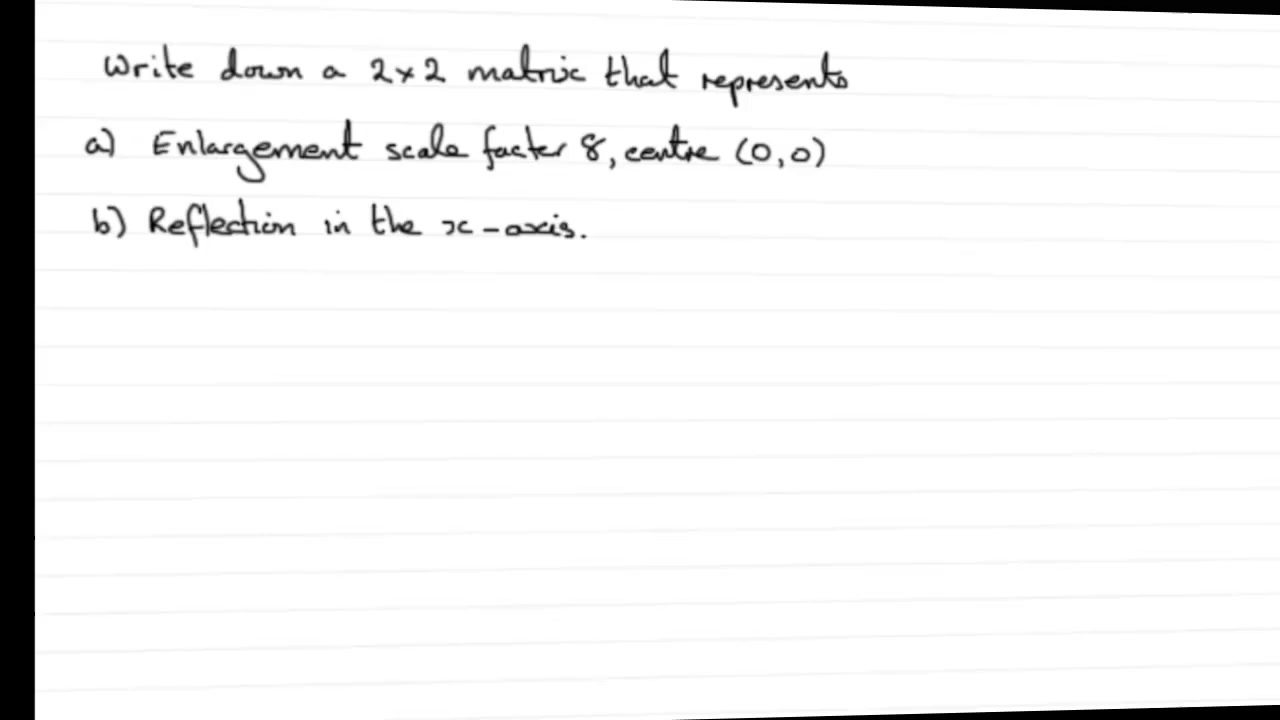 Write down a 2×2 matrix that represents
a) Enlargement scale factor 8, centre (0,0)
b) Reflection in the x-axis.